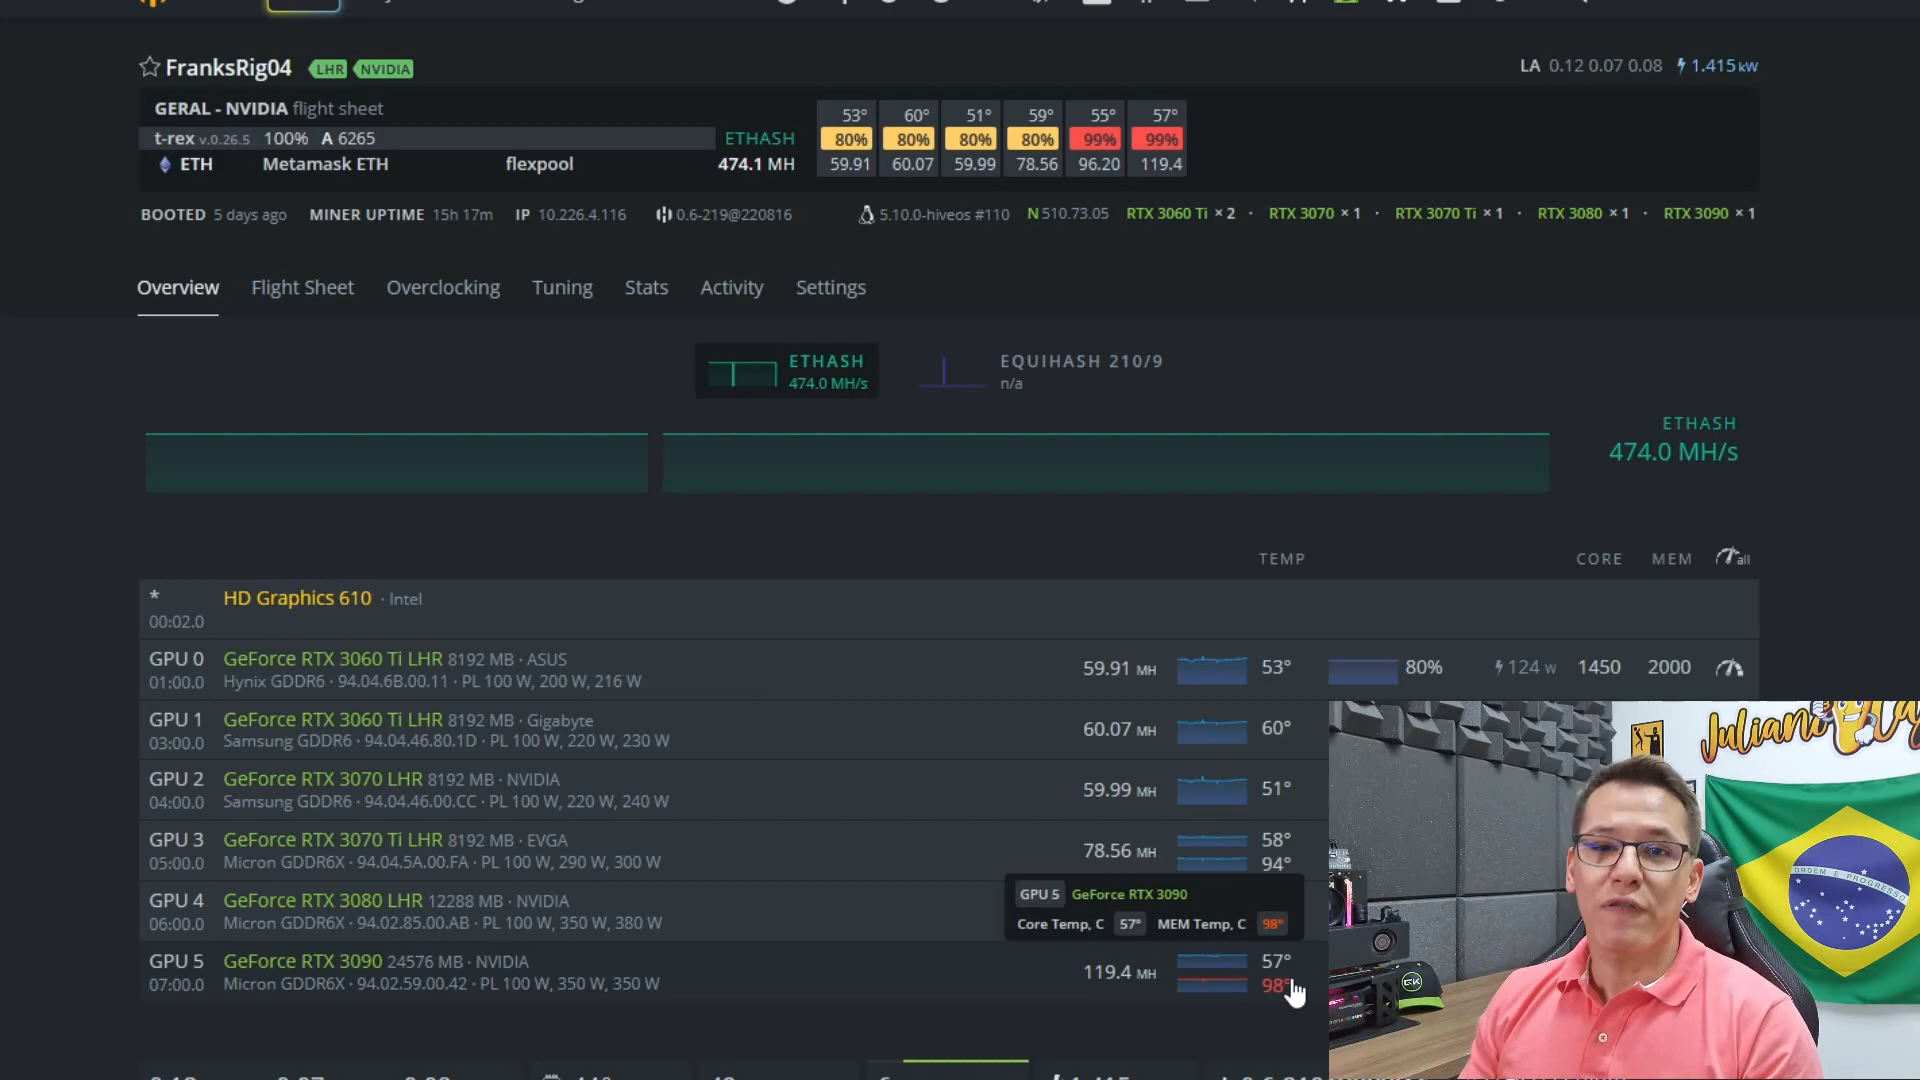 FranksRig04 LHR NVIDIA LA 0.12 0.07 0.08 1.415 kW
GERAL - NVIDIA flight sheet 53° 60° 51° 59° 55° 57°
t-rex v.0.26.5 100% A 6265 ETHASH 80% 80% 80% 80% 99% 99%
ETH Metamask ETH flexpool 474.1 MH 59.91 60.07 59.99 78.56 96.20 119.4
BOOTED 5 days ago MINER UPTIME 15h 17m IP 10.226.4.116 0.6-219@220816 5.10.0-hiveos #110 N 510.73.05 RTX 3060 Ti × 2 · RTX 3070 × 1 · RTX 3070 Ti × 1 · RTX 3080 × 1 · RTX 3090 × 1
Overview Flight Sheet Overclocking Tuning Stats Activity Settings
ETHASH EQUIHASH 210/9
474.0 MH/s n/a
ETHASH
474.0 MH/s
TEMP CORE MEM all
* HD Graphics 610 · Intel
00:02.0
GPU 0 GeForce RTX 3060 Ti LHR 8192 MB · ASUS 59.91 MH 53° 80% 124 W 1450 2000
01:00.0 Hynix GDDR6 · 94.04.6B.00.11 · PL 100 W, 200 W, 216 W
GPU 1 GeForce RTX 3060 Ti LHR 8192 MB · Gigabyte 60.07 MH 60°
03:00.0 Samsung GDDR6 · 94.04.46.80.1D · PL 100 W, 220 W, 230 W
GPU 2 GeForce RTX 3070 LHR 8192 MB · NVIDIA 59.99 MH 51°
04:00.0 Samsung GDDR6 · 94.04.46.00.CC · PL 100 W, 220 W, 240 W
GPU 3 GeForce RTX 3070 Ti LHR 8192 MB · EVGA 78.56 MH 58°
05:00.0 Micron GDDR6X · 94.04.5A.00.FA · PL 100 W, 290 W, 300 W 94°
GPU 4 GeForce RTX 3080 LHR 12288 MB · NVIDIA
06:00.0 Micron GDDR6X · 94.02.85.00.AB · PL 100 W, 350 W, 380 W
GPU 5 GeForce RTX 3090
Core Temp, C 57° MEM Temp, C 98°
GPU 5 GeForce RTX 3090 24576 MB · NVIDIA 119.4 MH 57°
07:00.0 Micron GDDR6X · 94.02.59.00.42 · PL 100 W, 350 W, 350 W 98°
Juliano
ORDEM E PROGRESSO